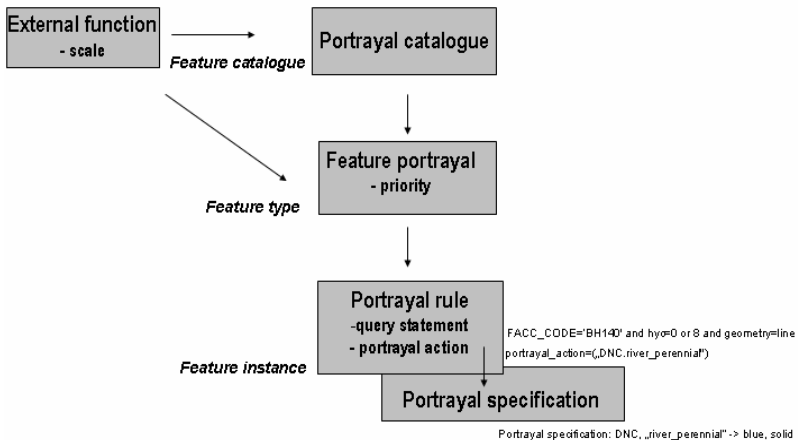 External function
- scale
Feature catalogue
Portrayal catalogue
Feature portrayal
- priority
Feature type
Portrayal rule
-query statement
- portrayal action
FACC_CODE='BH140' and hyc=0 or 8 and geometry=line
portrayal_action=(„DNC.river_perennial")
Feature instance
Portrayal specification
Portrayal specification: DNC, „river_perennial" -> blue, solid